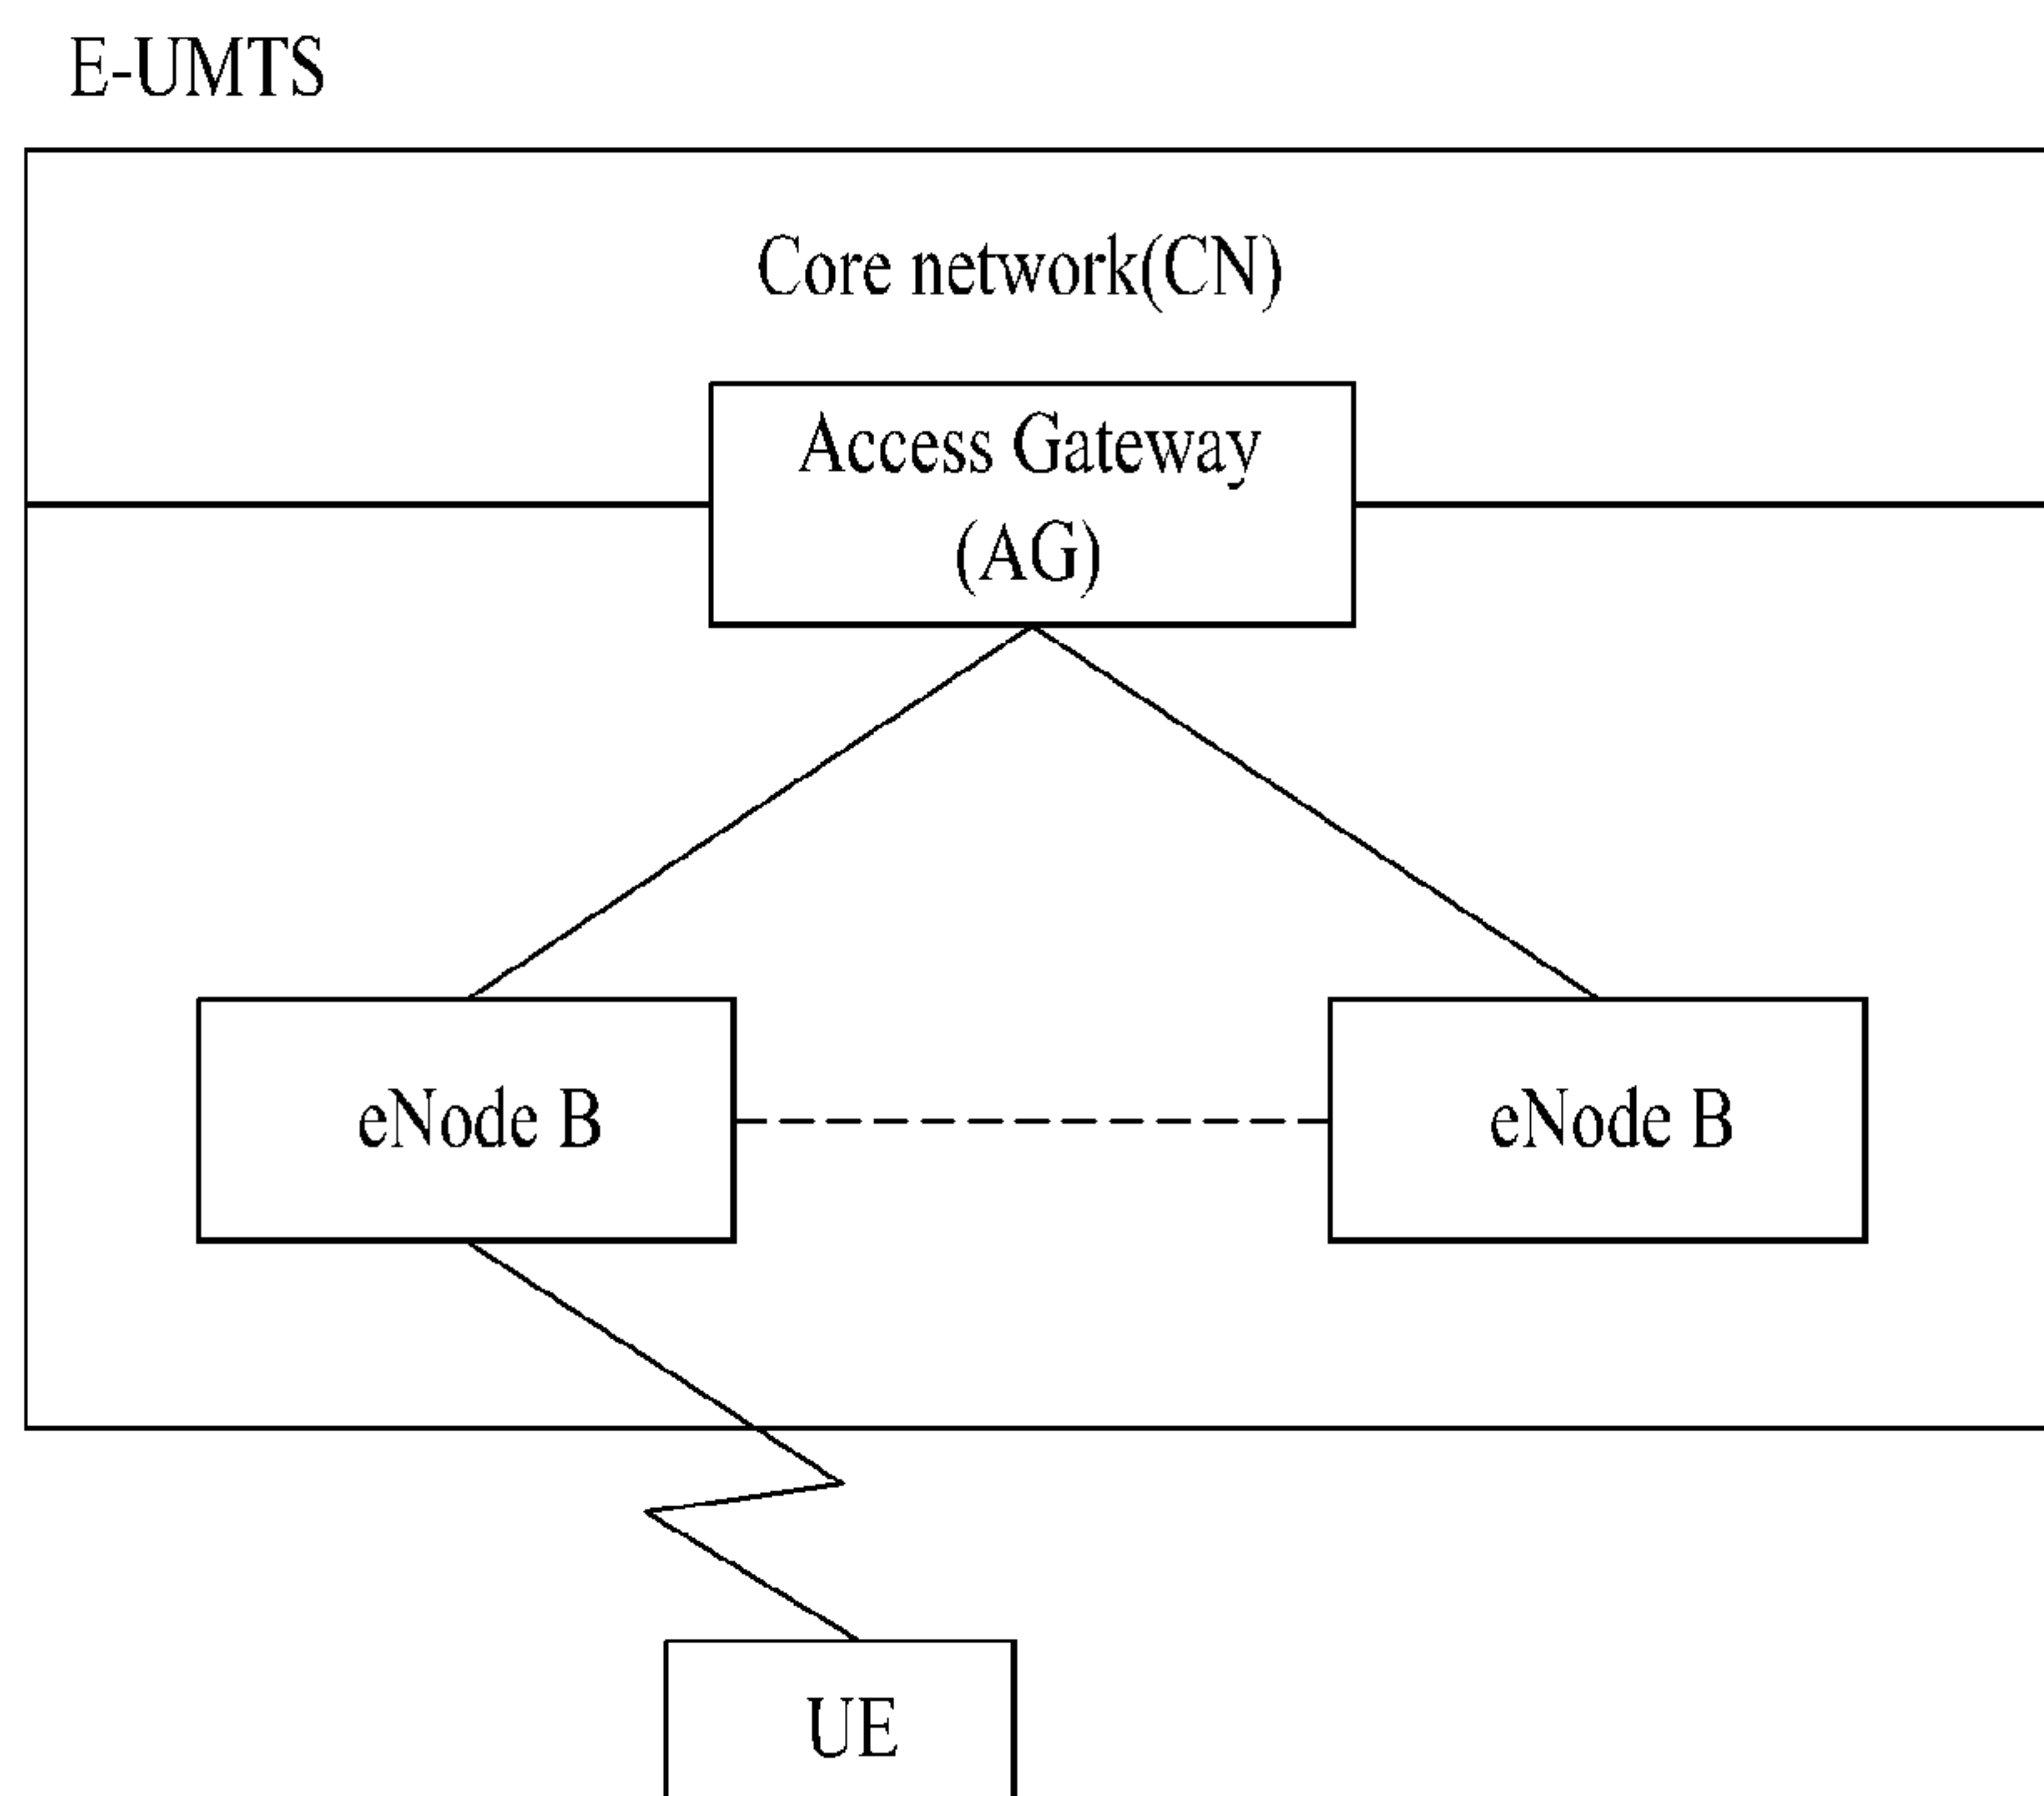 E-UMTS
Core network(CN)
Access Gateway
(AG)
eNode B
eNode B
UE